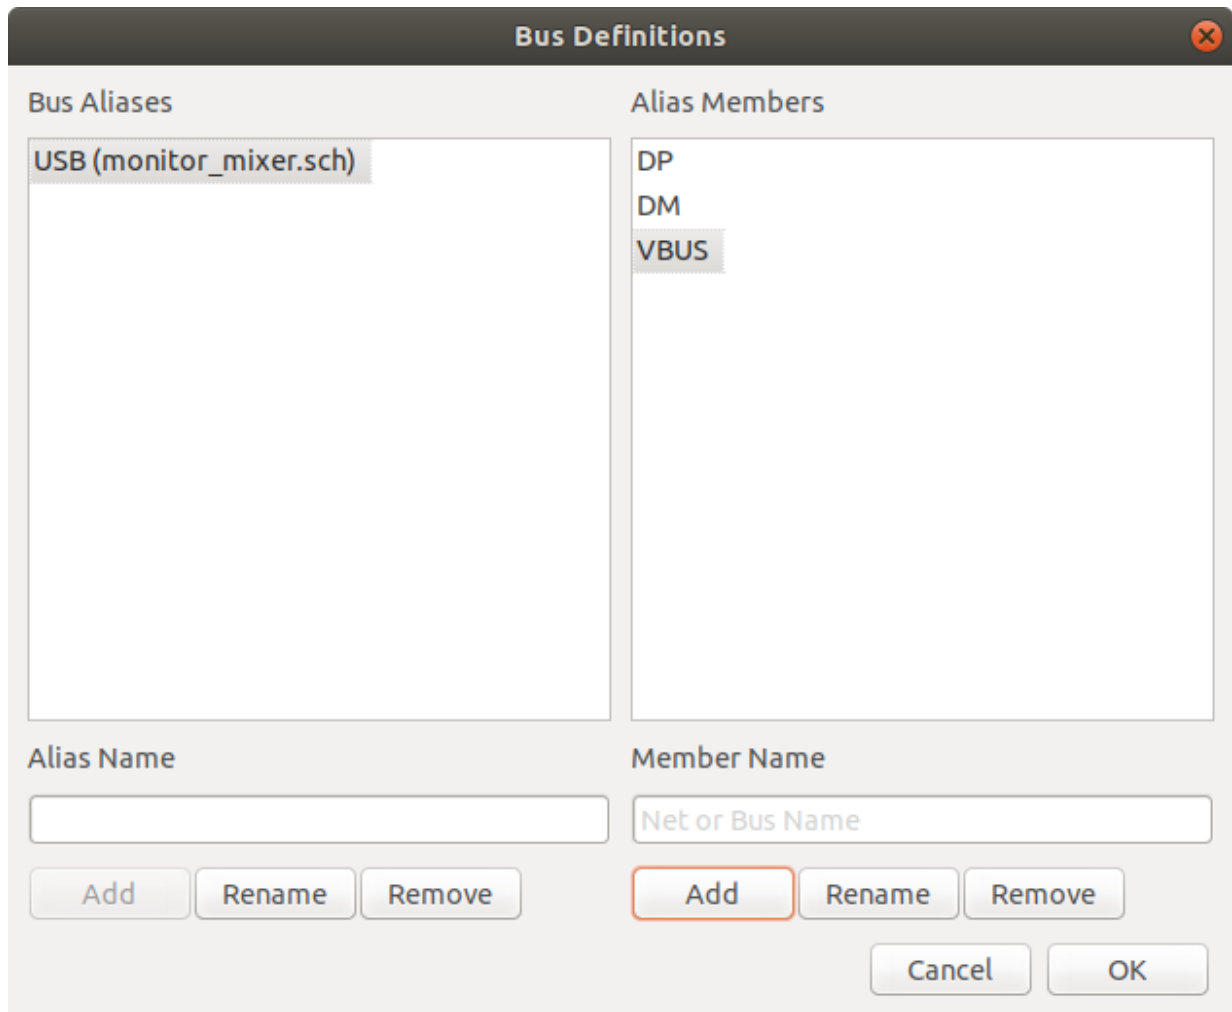 Bus Definitions
Bus Aliases
Alias Members
USB (monitor_mixer.sch)
DP
DM
VBUS
Alias Name
Member Name
Net or Bus Name
Add
Rename
Remove
Add
Rename
Remove
Cancel
OK